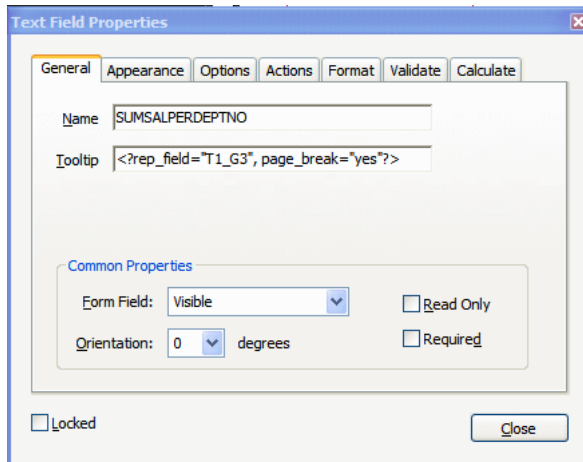 Text Field Properties
General Appearance Options Actions Format Validate Calculate
Name SUMSALPERDEPTNO
Tooltip <?rep_field="T1_G3", page_break="yes"?>
Common Properties
Form Field: Visible Read Only
Orientation: 0 degrees Required
Locked Close